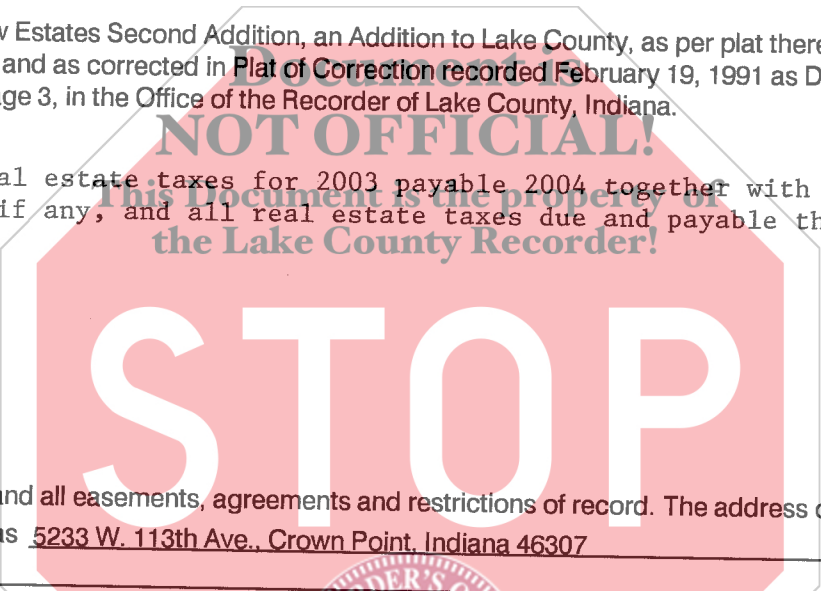 w Estates Second Addition, an Addition to Lake County, as per plat there
and as corrected in Plat of Correction recorded February 19, 1991 as D
ge 3, in the Office of the Recorder of Lake County, Indiana.
Document is
NOT OFFICIAL!
This Document is the property of
the Lake County Recorder!
al estate taxes for 2003 payable 2004 together with
if any, and all real estate taxes due and payable th
STOP
and all easements, agreements and restrictions of record. The address o
as 5233 W. 113th Ave., Crown Point, Indiana 46307
DER'S O